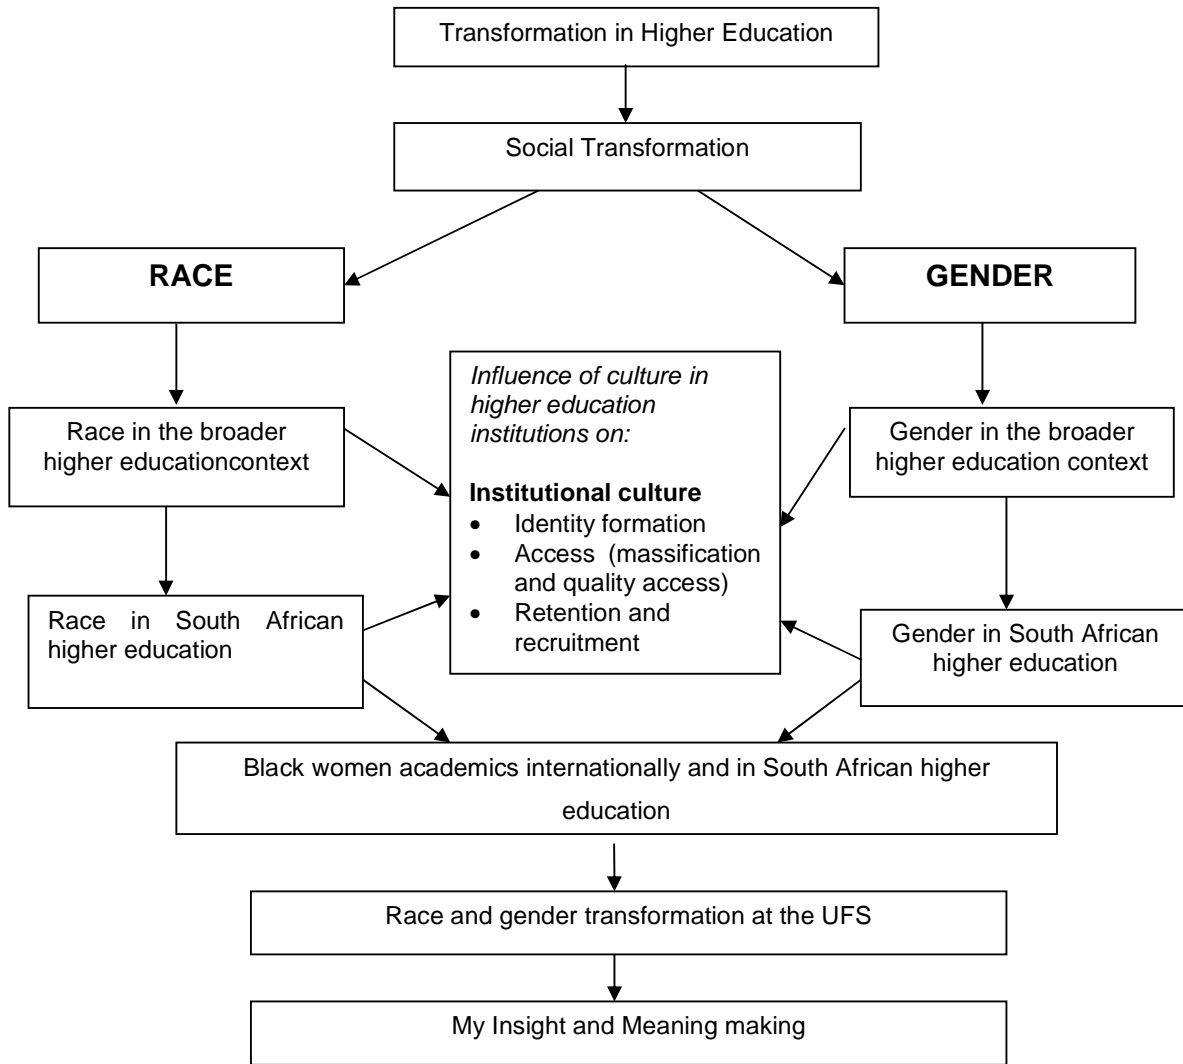 Transformation in Higher Education
Social Transformation
RACE
GENDER
Influence of culture in
higher education
institutions on:
Institutional culture
• Identity formation
• Access (massification
and quality access)
• Retention and
recruitment
Race in the broader
higher educationcontext
Gender in the broader
higher education context
Race in South African
higher education
Gender in South African
higher education
Black women academics internationally and in South African higher
education
Race and gender transformation at the UFS
My Insight and Meaning making